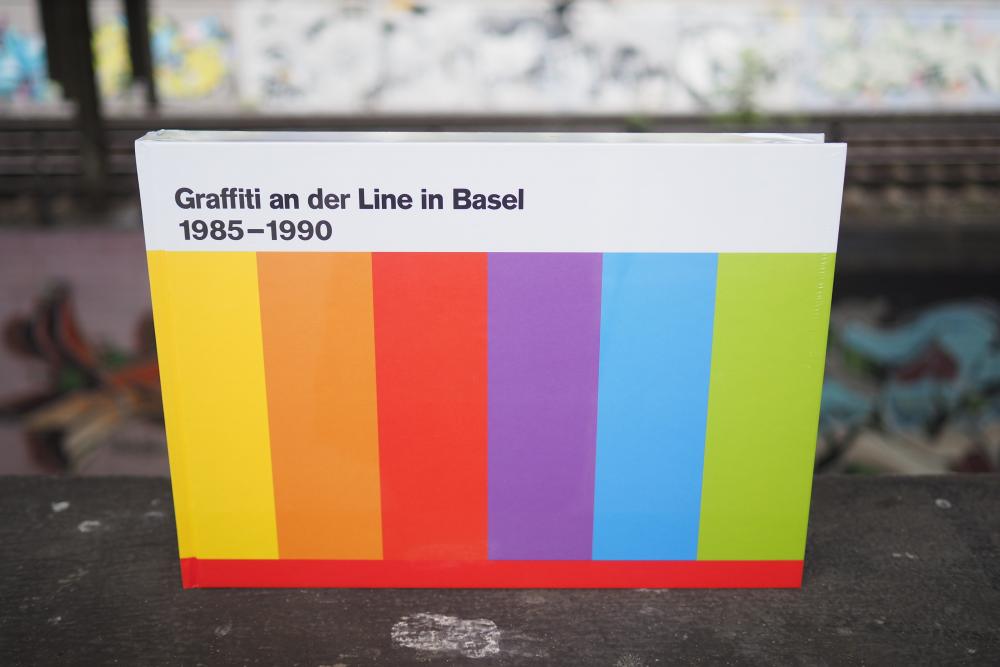 Graffiti an der Line in Basel
1985–1990